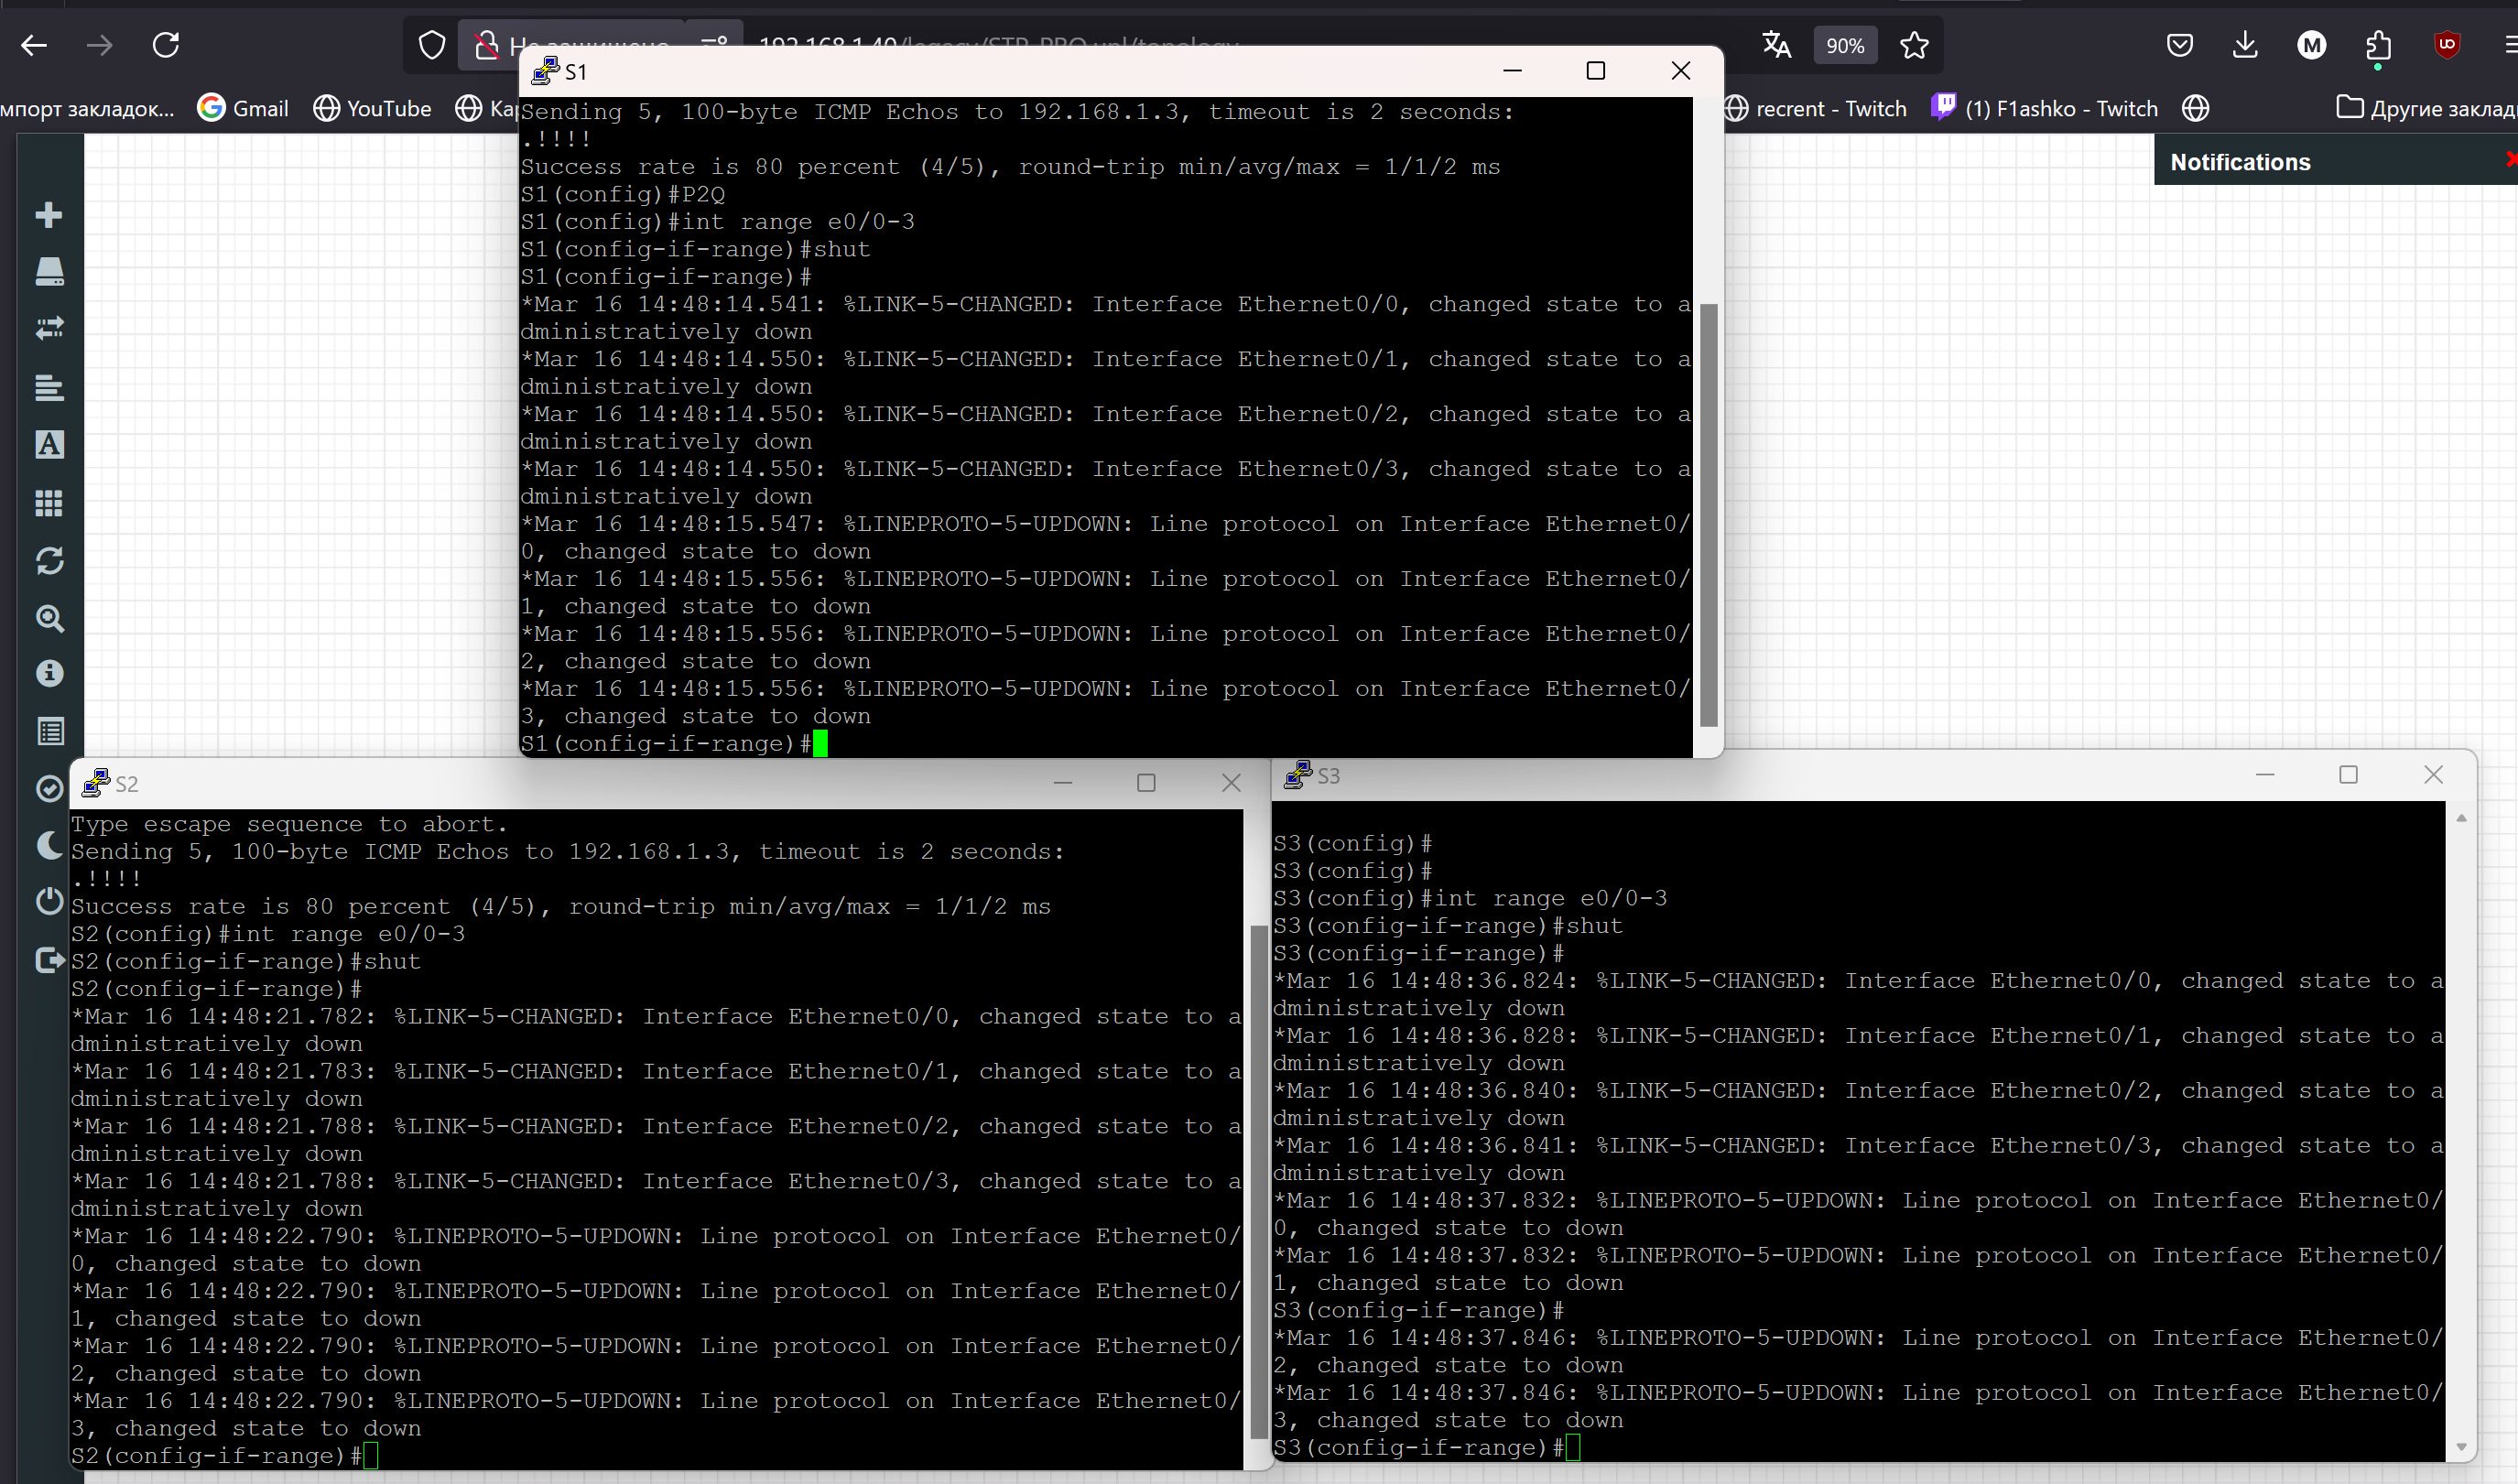 90%
мпорт закладок...
Gmail
YouTube
recrent - Twitch
(1) F1ashko - Twitch
Другие заклад
Notifications
S1
Sending 5, 100-byte ICMP Echos to 192.168.1.3, timeout is 2 seconds:
.!!!!
Success rate is 80 percent (4/5), round-trip min/avg/max = 1/1/2 ms
S1(config)#P2Q
S1(config)#int range e0/0-3
S1(config-if-range)#shut
S1(config-if-range)#
*Mar 16 14:48:14.541: %LINK-5-CHANGED: Interface Ethernet0/0, changed state to a
dministratively down
*Mar 16 14:48:14.550: %LINK-5-CHANGED: Interface Ethernet0/1, changed state to a
dministratively down
*Mar 16 14:48:14.550: %LINK-5-CHANGED: Interface Ethernet0/2, changed state to a
dministratively down
*Mar 16 14:48:14.550: %LINK-5-CHANGED: Interface Ethernet0/3, changed state to a
dministratively down
*Mar 16 14:48:15.547: %LINEPROTO-5-UPDOWN: Line protocol on Interface Ethernet0/
0, changed state to down
*Mar 16 14:48:15.556: %LINEPROTO-5-UPDOWN: Line protocol on Interface Ethernet0/
1, changed state to down
*Mar 16 14:48:15.556: %LINEPROTO-5-UPDOWN: Line protocol on Interface Ethernet0/
2, changed state to down
*Mar 16 14:48:15.556: %LINEPROTO-5-UPDOWN: Line protocol on Interface Ethernet0/
3, changed state to down
S1(config-if-range)#
S2
Type escape sequence to abort.
Sending 5, 100-byte ICMP Echos to 192.168.1.3, timeout is 2 seconds:
.!!!!
Success rate is 80 percent (4/5), round-trip min/avg/max = 1/1/2 ms
S2(config)#int range e0/0-3
S2(config-if-range)#shut
S2(config-if-range)#
*Mar 16 14:48:21.782: %LINK-5-CHANGED: Interface Ethernet0/0, changed state to a
dministratively down
*Mar 16 14:48:21.783: %LINK-5-CHANGED: Interface Ethernet0/1, changed state to a
dministratively down
*Mar 16 14:48:21.788: %LINK-5-CHANGED: Interface Ethernet0/2, changed state to a
dministratively down
*Mar 16 14:48:21.788: %LINK-5-CHANGED: Interface Ethernet0/3, changed state to a
dministratively down
*Mar 16 14:48:22.790: %LINEPROTO-5-UPDOWN: Line protocol on Interface Ethernet0/
0, changed state to down
*Mar 16 14:48:22.790: %LINEPROTO-5-UPDOWN: Line protocol on Interface Ethernet0/
1, changed state to down
*Mar 16 14:48:22.790: %LINEPROTO-5-UPDOWN: Line protocol on Interface Ethernet0/
2, changed state to down
*Mar 16 14:48:22.790: %LINEPROTO-5-UPDOWN: Line protocol on Interface Ethernet0/
3, changed state to down
S2(config-if-range)#
S3
S3(config)#
S3(config)#
S3(config)#int range e0/0-3
S3(config-if-range)#shut
S3(config-if-range)#
*Mar 16 14:48:36.824: %LINK-5-CHANGED: Interface Ethernet0/0, changed state to a
dministratively down
*Mar 16 14:48:36.828: %LINK-5-CHANGED: Interface Ethernet0/1, changed state to a
dministratively down
*Mar 16 14:48:36.840: %LINK-5-CHANGED: Interface Ethernet0/2, changed state to a
dministratively down
*Mar 16 14:48:36.841: %LINK-5-CHANGED: Interface Ethernet0/3, changed state to a
dministratively down
*Mar 16 14:48:37.832: %LINEPROTO-5-UPDOWN: Line protocol on Interface Ethernet0/
0, changed state to down
*Mar 16 14:48:37.832: %LINEPROTO-5-UPDOWN: Line protocol on Interface Ethernet0/
1, changed state to down
S3(config-if-range)#
*Mar 16 14:48:37.846: %LINEPROTO-5-UPDOWN: Line protocol on Interface Ethernet0/
2, changed state to down
*Mar 16 14:48:37.846: %LINEPROTO-5-UPDOWN: Line protocol on Interface Ethernet0/
3, changed state to down
S3(config-if-range)#